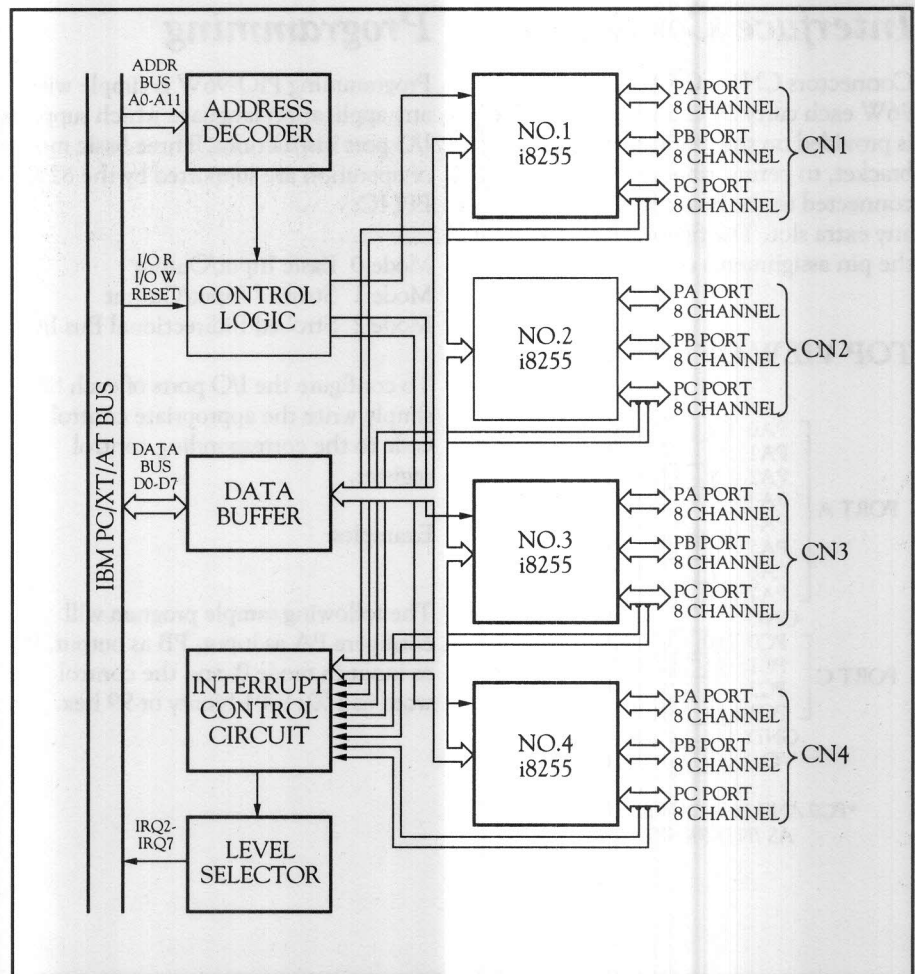 ADDR
BUS
A0-A11
ADDRESS
DECODER
I/O R
I/O W
RESET
CONTROL
LOGIC
IBM PC/XT/AT BUS
DATA
BUS
D0-D7
DATA
BUFFER
INTERRUPT
CONTROL
CIRCUIT
IRQ2-
IRQ7
LEVEL
SELECTOR
NO.1
i8255
PA PORT
8 CHANNEL
PB PORT
8 CHANNEL
PC PORT
8 CHANNEL
CN1
NO.2
i8255
PA PORT
8 CHANNEL
PB PORT
8 CHANNEL
PC PORT
8 CHANNEL
CN2
NO.3
i8255
PA PORT
8 CHANNEL
PB PORT
8 CHANNEL
PC PORT
8 CHANNEL
CN3
NO.4
i8255
PA PORT
8 CHANNEL
PB PORT
8 CHANNEL
PC PORT
8 CHANNEL
CN4